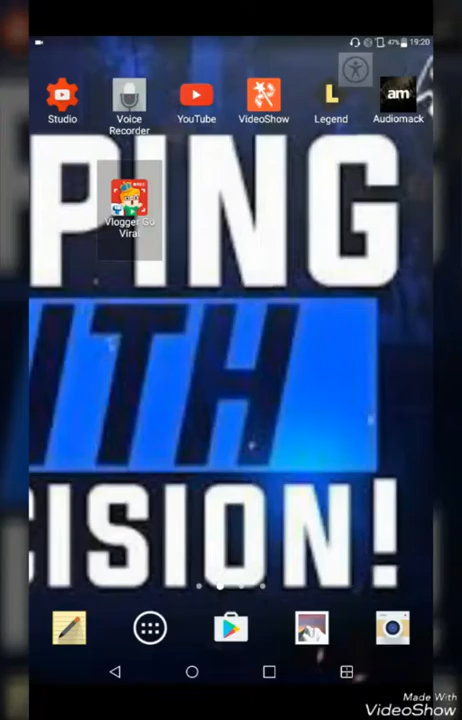 47% 19:20
Studio
Voice
Recorder
YouTube
VideoShow
L
Legend
am
Audiomack
Vlogger Go
Viral
PING
ITH
CISION!
Made With
VideoShow